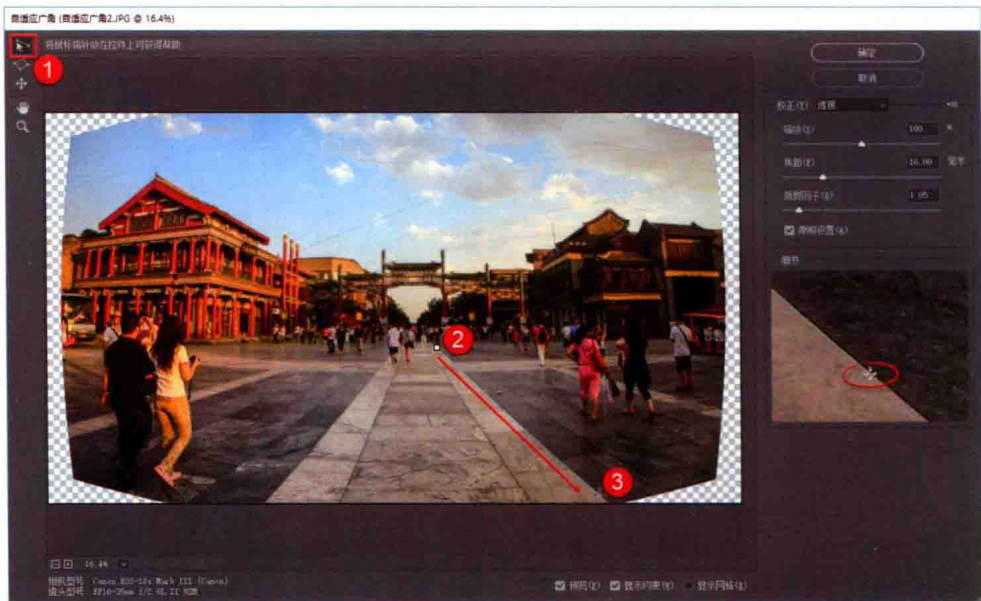 自适应广角 (自适应广角2.JPG @ 16.4%)
将鼠标指针动在控件上可获得帮助
1
确定
取消
校正(T): 透视
缩放(S) 100 %
焦距(F) 16.00 毫米
裁剪因子(R) 1.05
原照设置(A)
细节
2
3
16.4%
相机型号: Canon EOS-1Ds Mark III (Canon)
镜头型号: EF16-35mm f/2.8L II USM
预览(P) 显示约束(W) 显示网格(M)